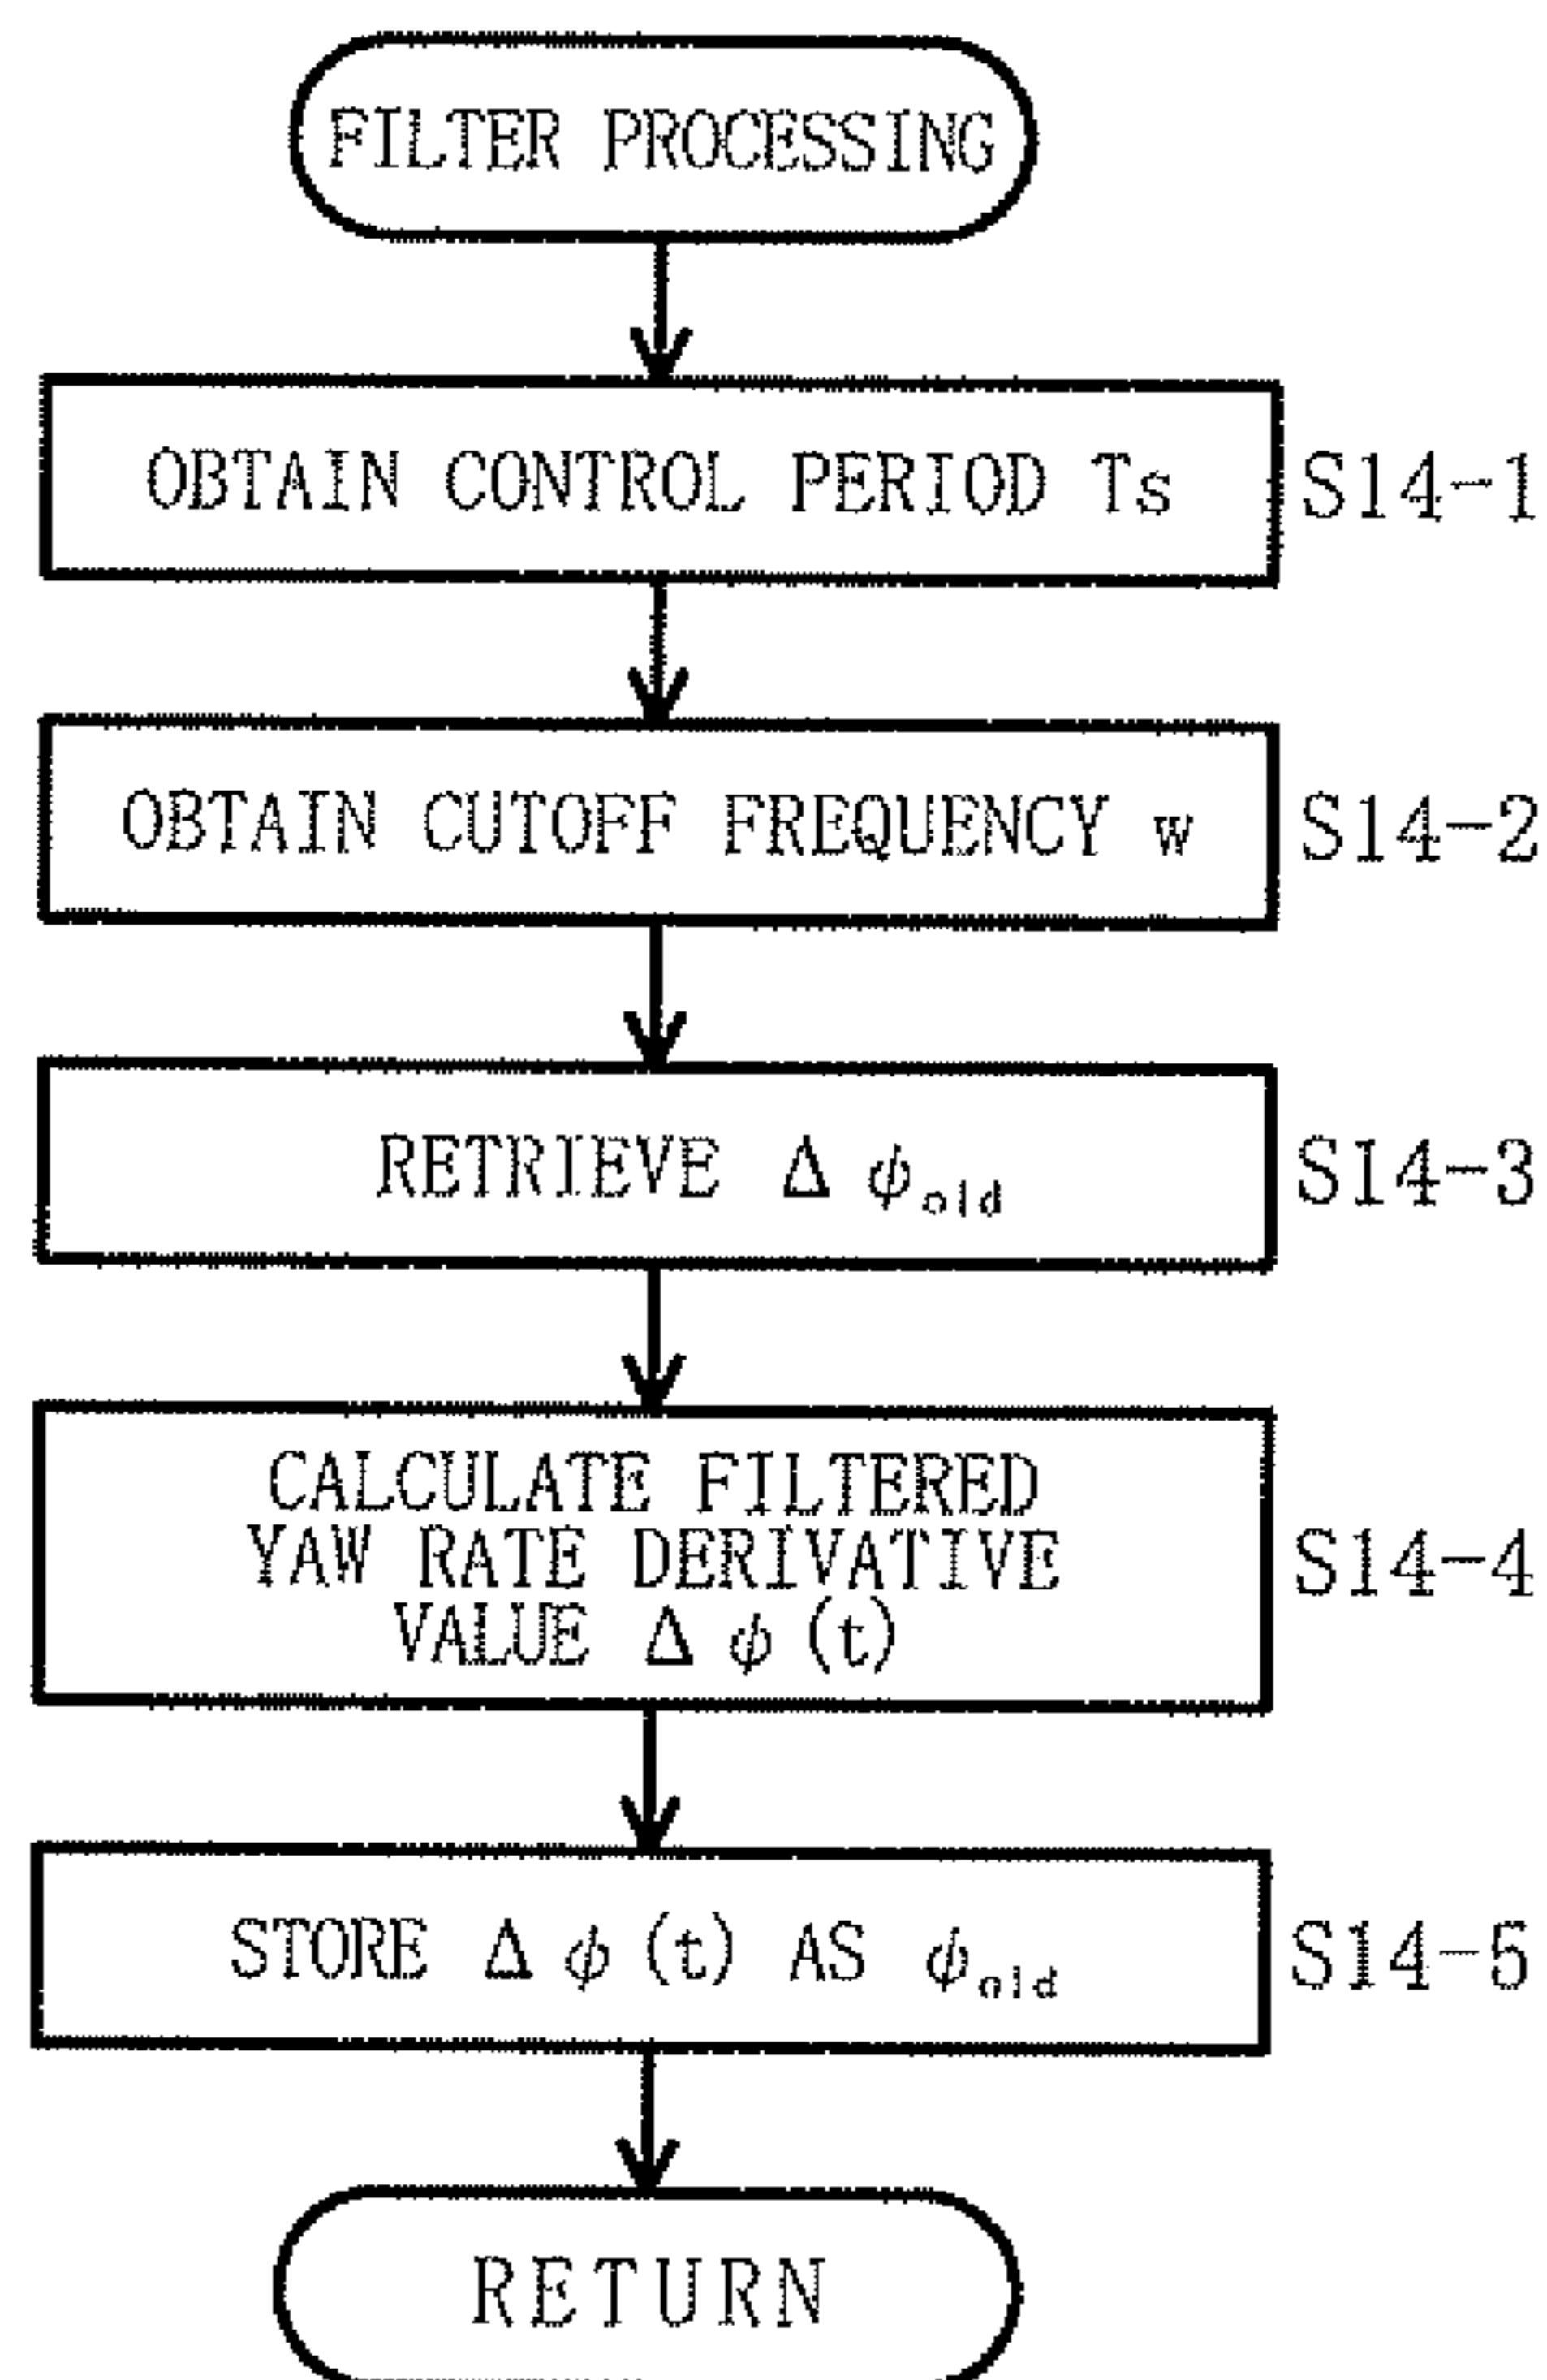 FILTER PROCESSING
OBTAIN CONTROL PERIOD Ts
S14-1
OBTAIN CUTOFF FREQUENCY w
S14-2
RETRIEVE Δ φold
S14-3
CALCULATE FILTERED
YAW RATE DERIVATIVE
VALUE Δ φ (t)
S14-4
STORE Δ φ (t) AS φold
S14-5
RETURN